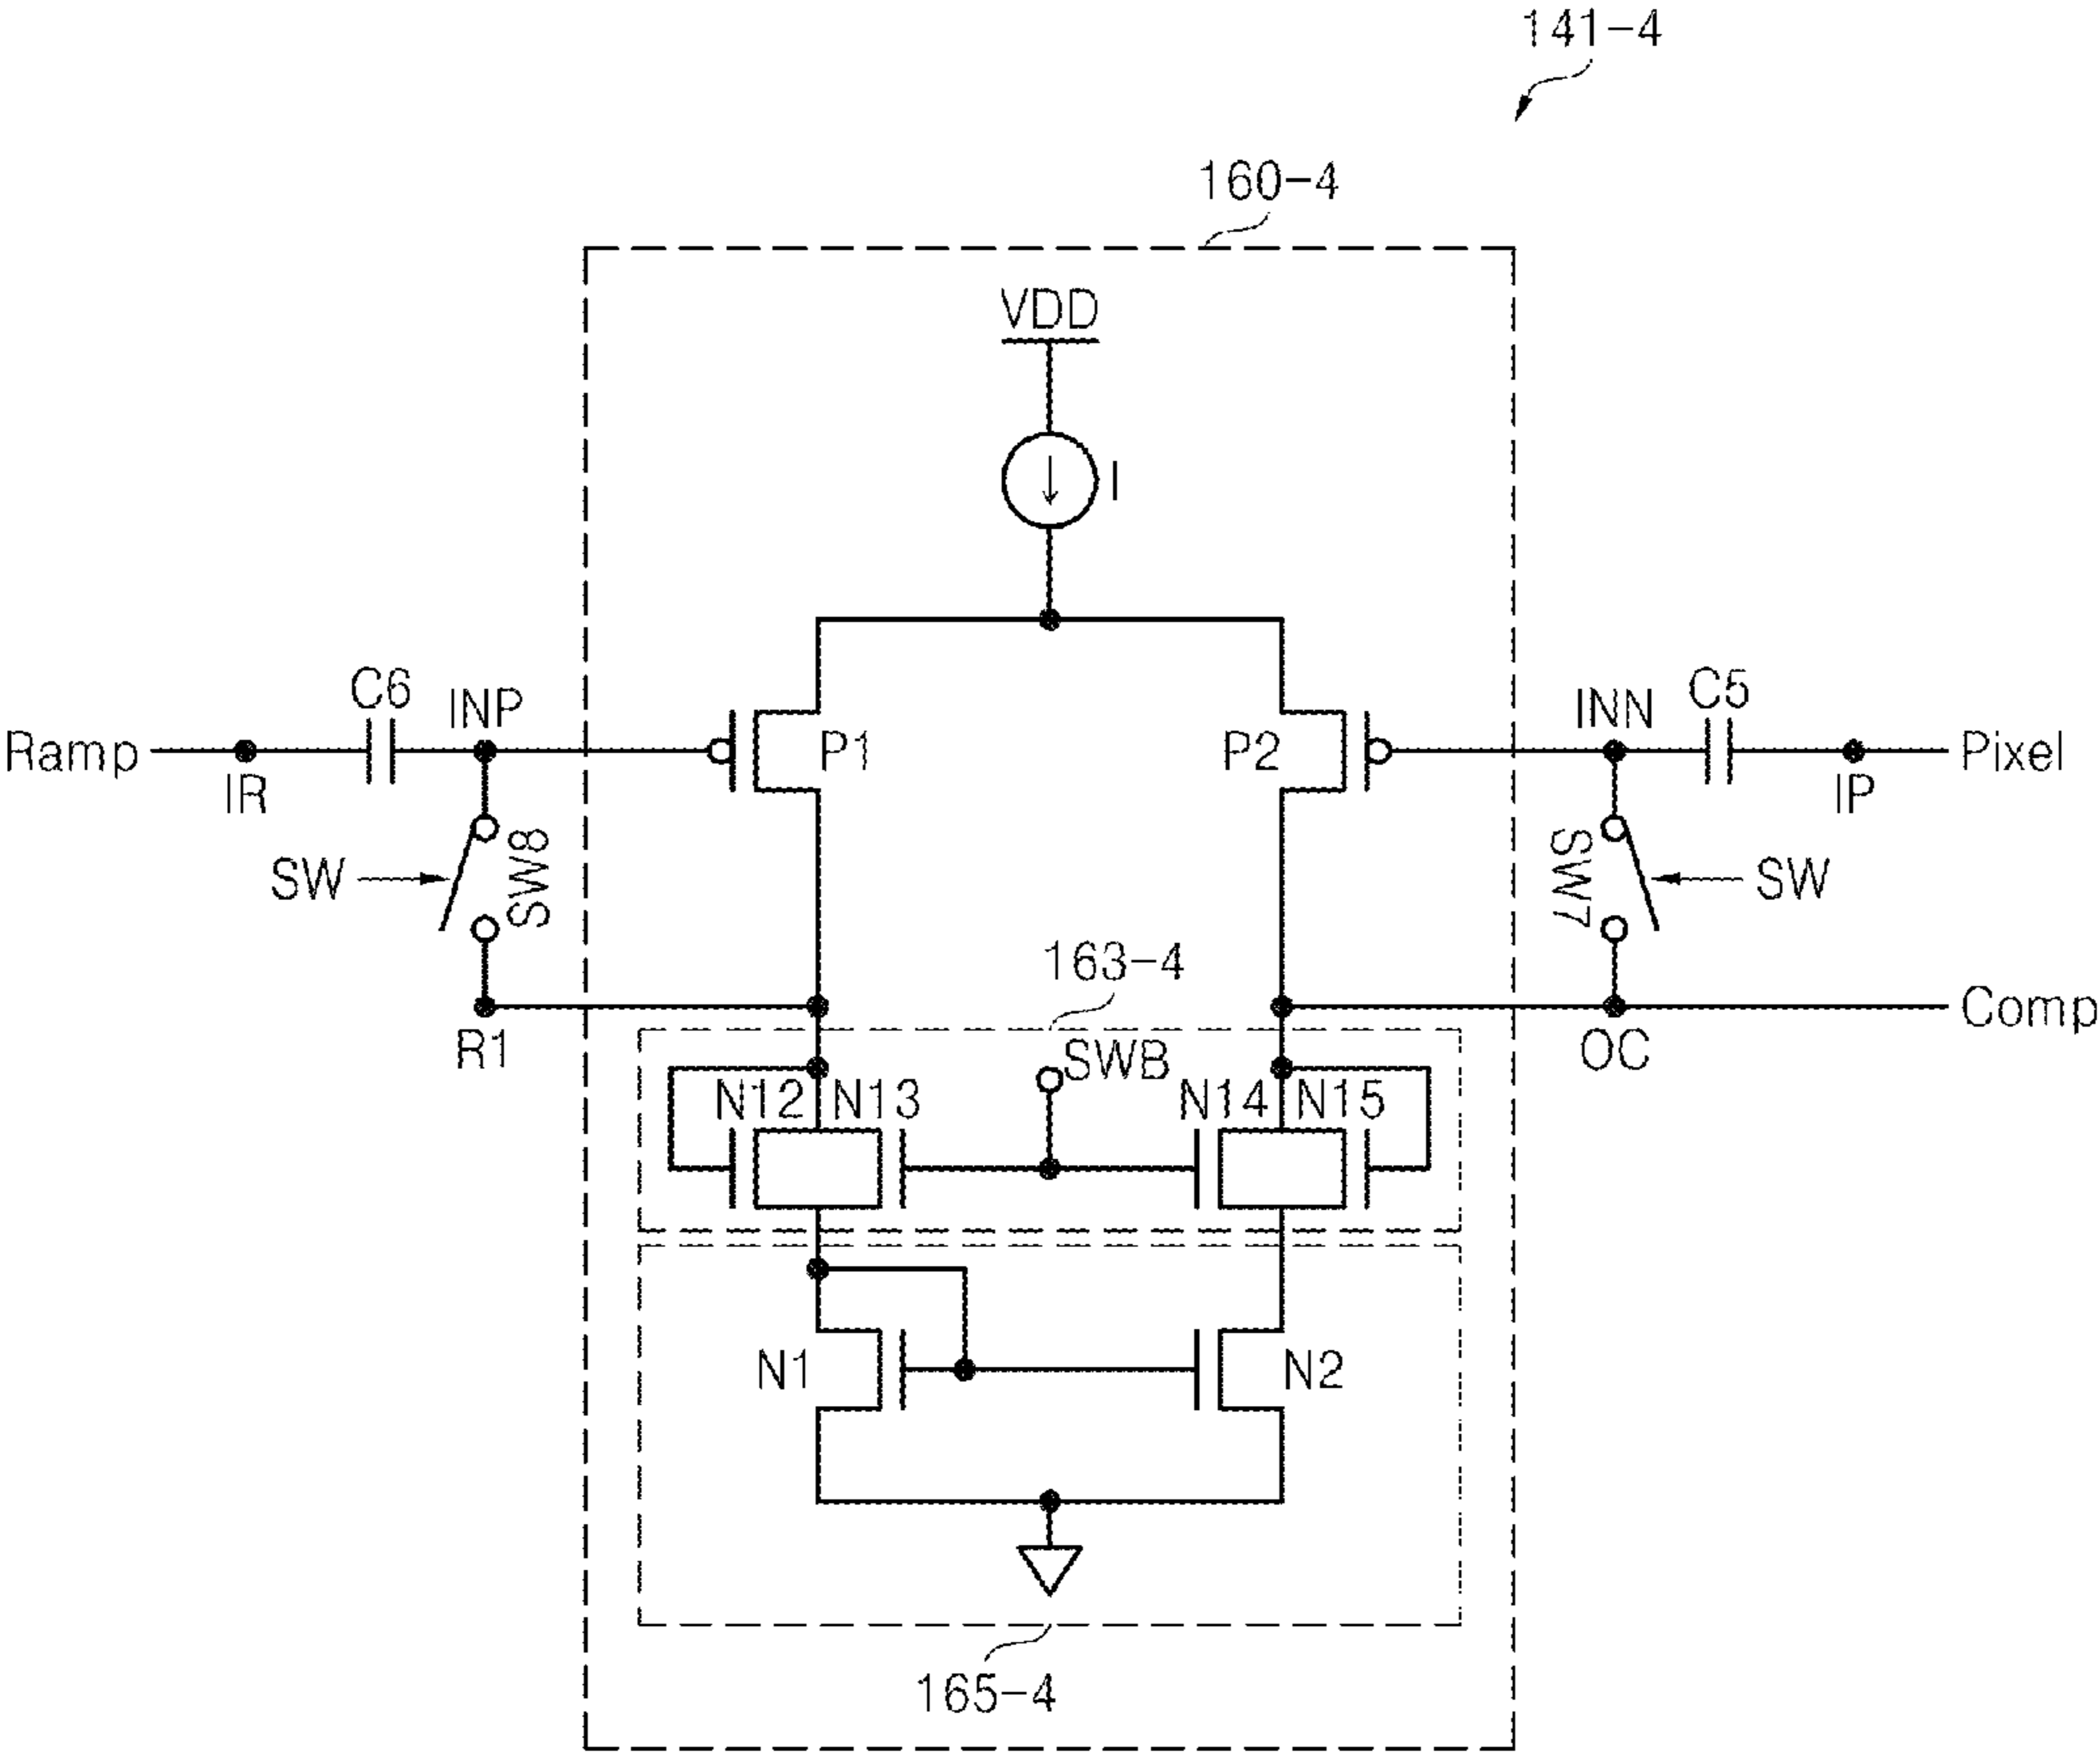 141-4
160-4
VDD
I
C6
INP
Ramp
IR
P1
P2
INN
C5
Pixel
IP
SW
SW8
SW7
SW
163-4
R1
SWB
OC
Comp
N12
N13
N14
N15
N1
N2
165-4